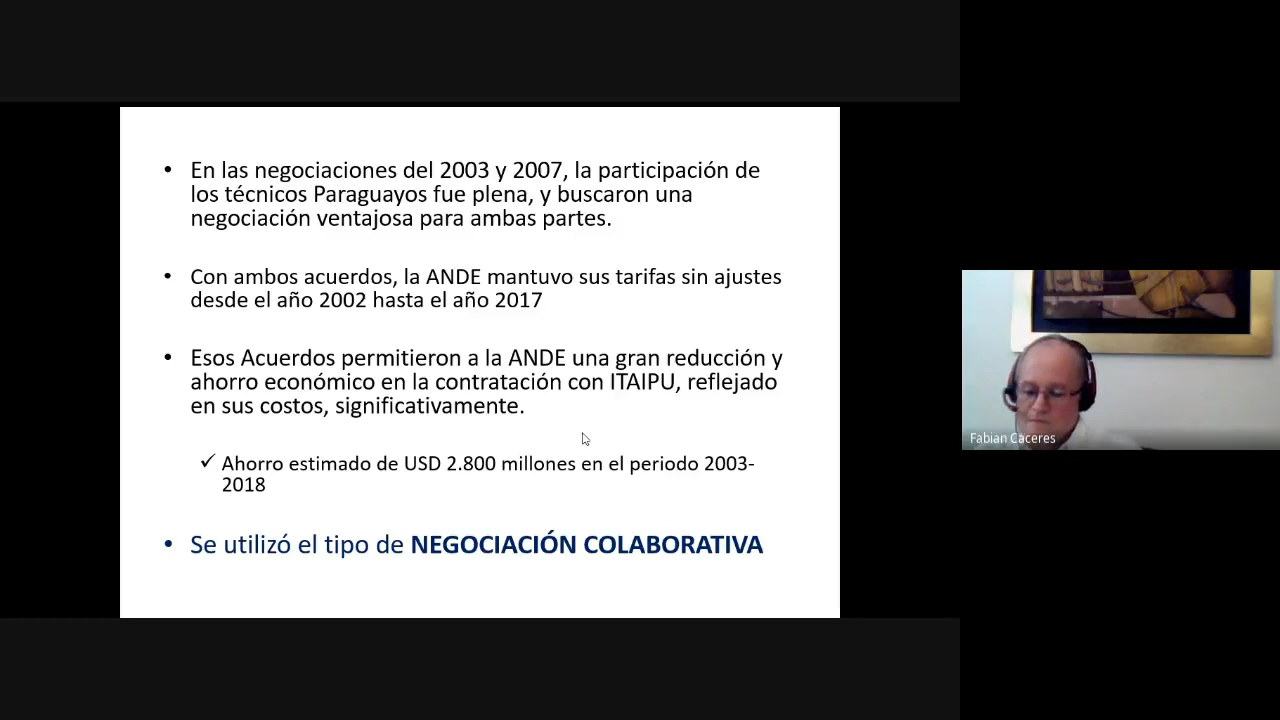 • En las negociaciones del 2003 y 2007, la participación de
los técnicos Paraguayos fue plena, y buscaron una
negociación ventajosa para ambas partes.
• Con ambos acuerdos, la ANDE mantuvo sus tarifas sin ajustes
desde el año 2002 hasta el año 2017
• Esos Acuerdos permitieron a la ANDE una gran reducción y
ahorro económico en la contratación con ITAIPU, reflejado
en sus costos, significativamente.
✓ Ahorro estimado de USD 2.800 millones en el periodo 2003-
2018
• Se utilizó el tipo de NEGOCIACIÓN COLABORATIVA
Fabian Caceres